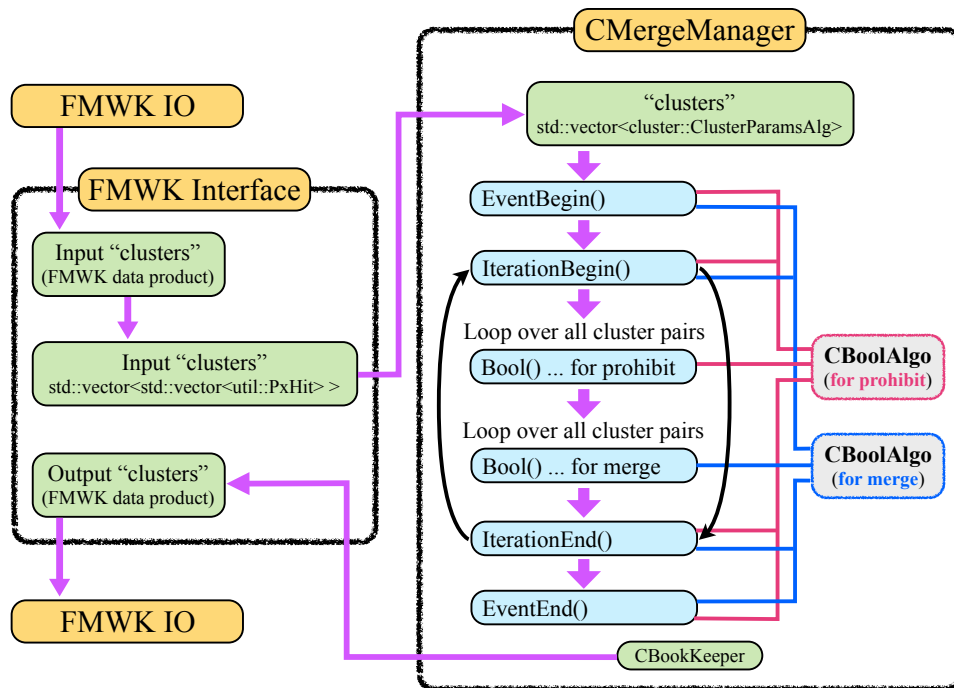 FMWK IO
FMWK Interface
Input “clusters”
(FMWK data product)
Input “clusters”
std::vector<std::vector<util::PxHit> >
Output “clusters”
(FMWK data product)
FMWK IO
CMergeManager
“clusters”
std::vector<cluster::ClusterParamsAlg>
EventBegin()
IterationBegin()
Loop over all cluster pairs
Bool() ... for prohibit
Loop over all cluster pairs
Bool() ... for merge
IterationEnd()
EventEnd()
CBookKeeper
CBoolAlgo
(for prohibit)
CBoolAlgo
(for merge)